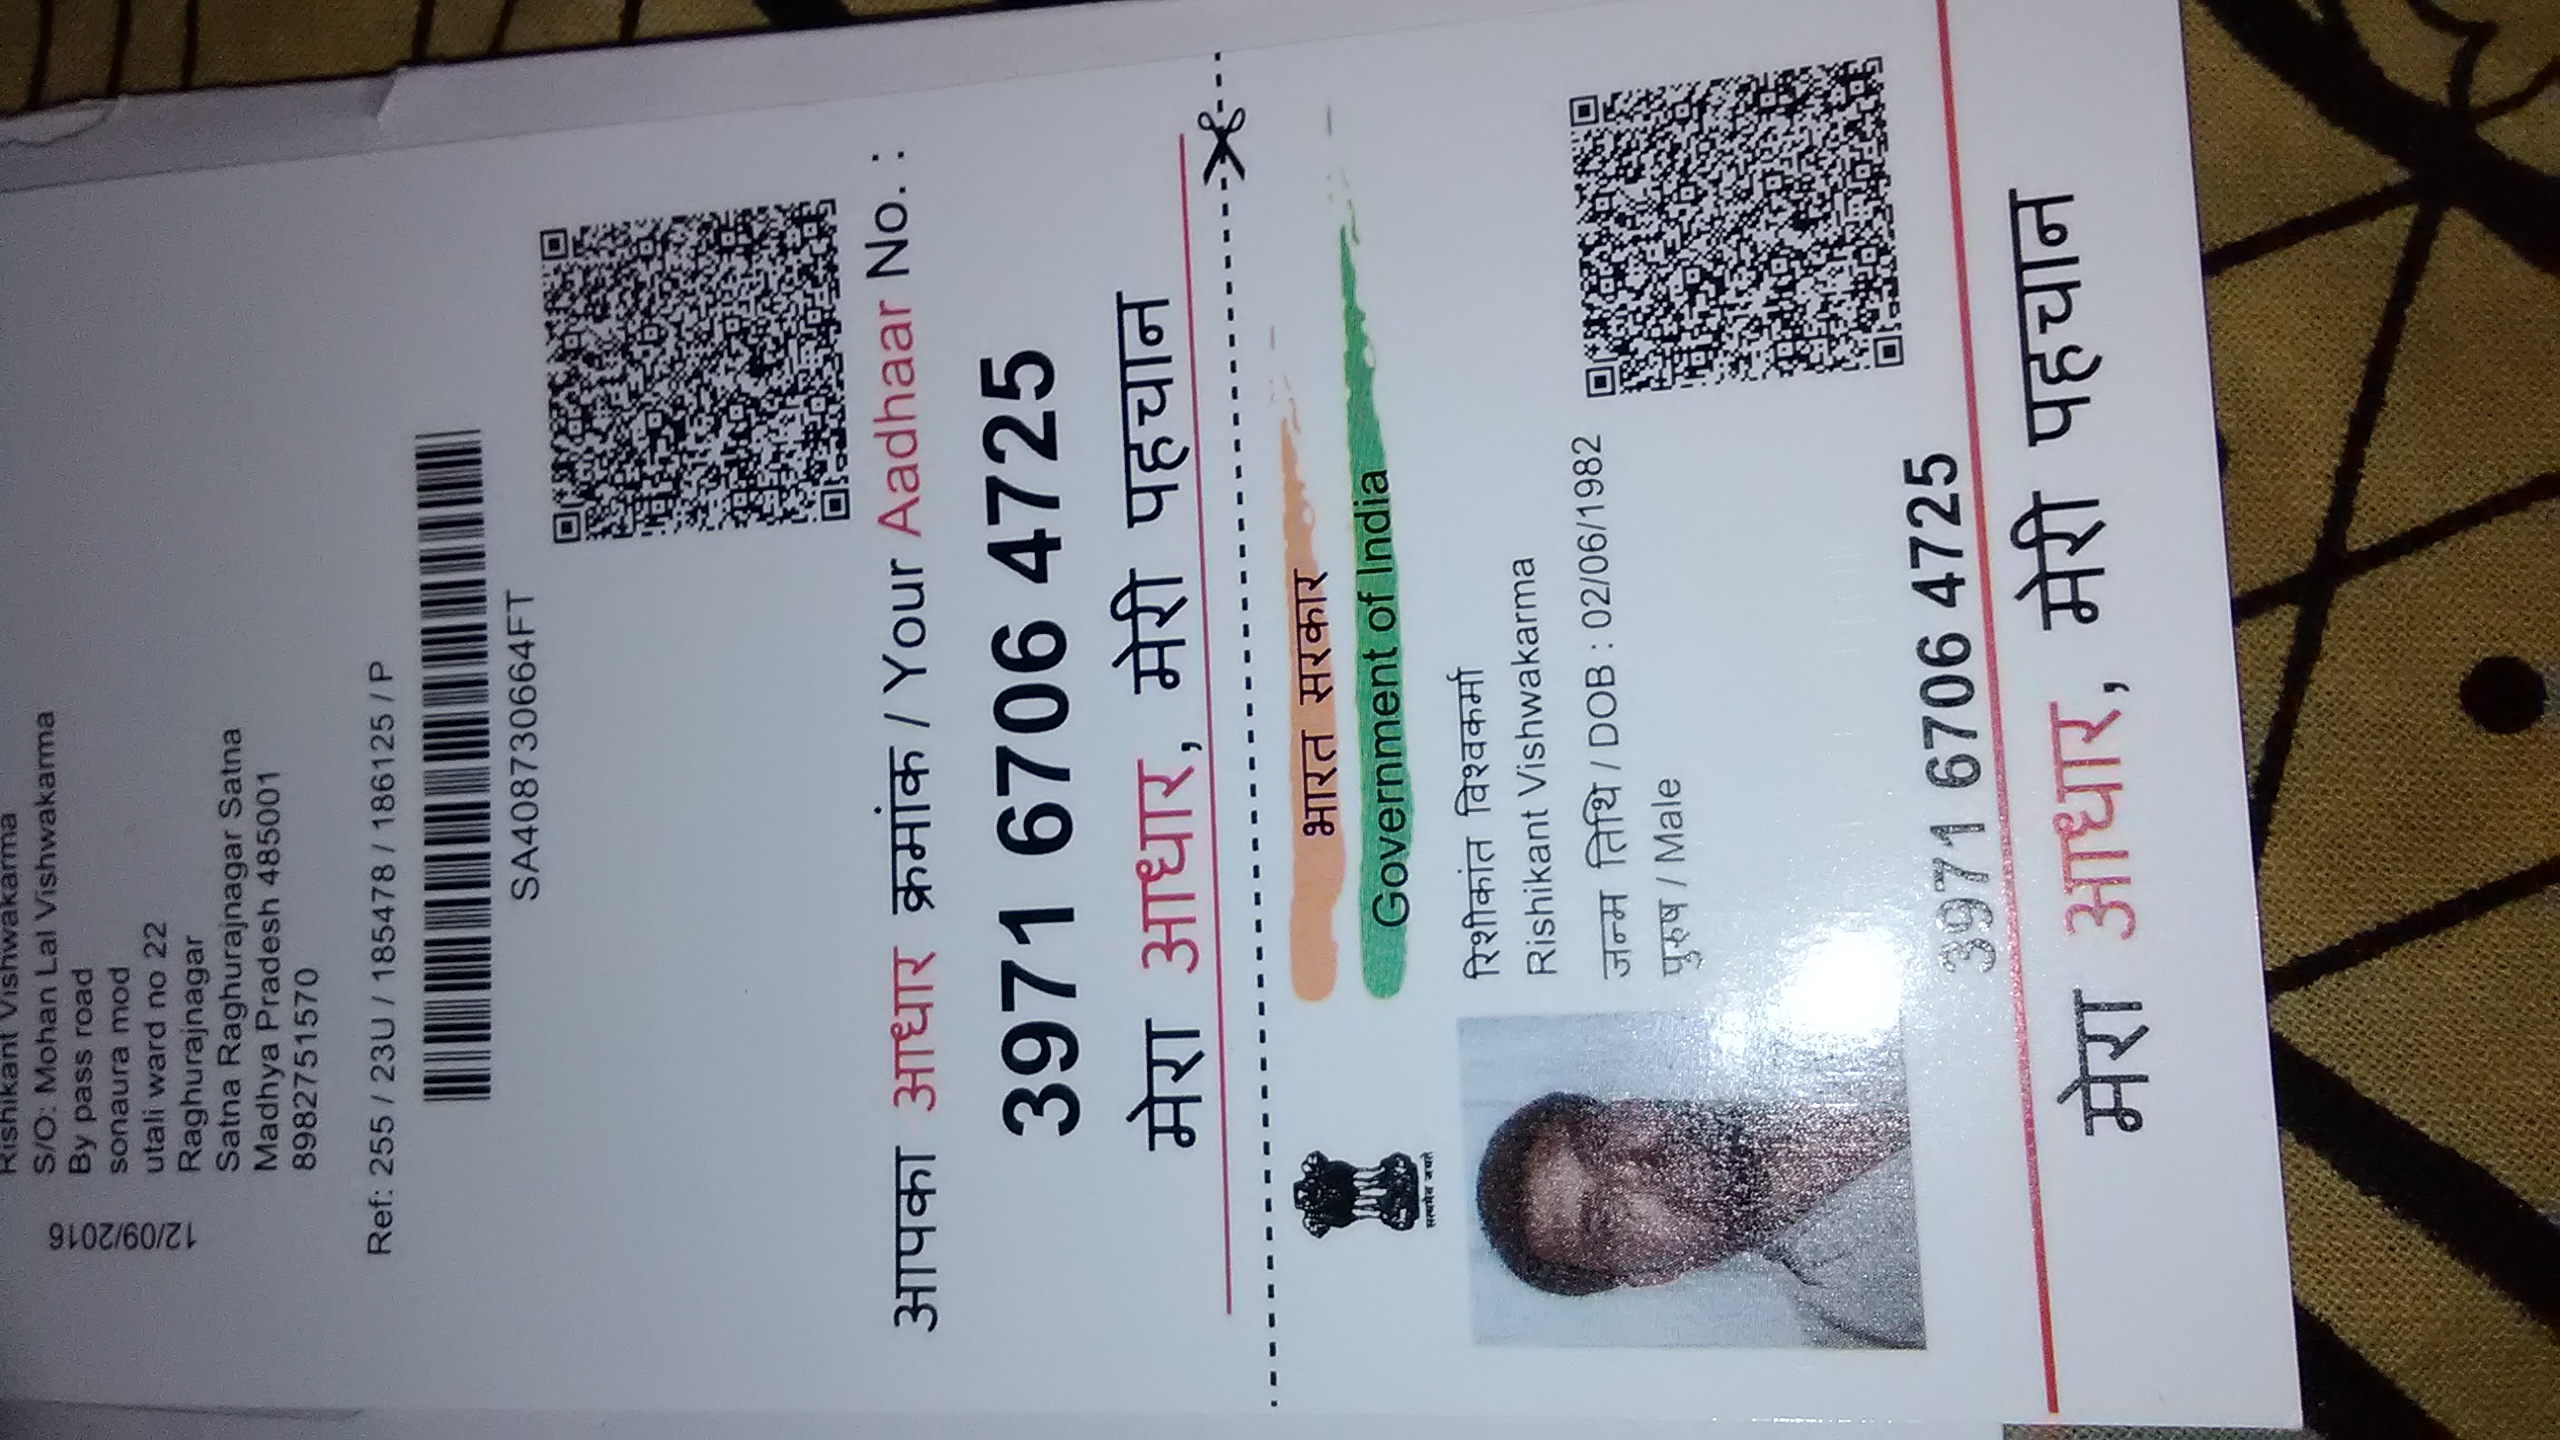 Rishikant Vishwakarma
S/O: Mohan Lal Vishwakarma
By pass road
sonaura mod
utali ward no 22
Raghurajnagar
Satna Raghurajnagar Satna
Madhya Pradesh 485001
8982751570
12/09/2016
Ref: 255 / 23U / 185478 / 186125 / P
SA408730664FT
आपका आधार क्रमांक / Your Aadhaar No. :
3971 6706 4725
मेरा आधार, मेरी पहचान
भारत सरकार
Government of India
सत्यमेव जयते
रिशीकांत विश्वकर्मा
Rishikant Vishwakarma
जन्म तिथि / DOB : 02/06/1982
पुरुष / Male
3971 6706 4725
मेरा आधार, मेरी पहचान